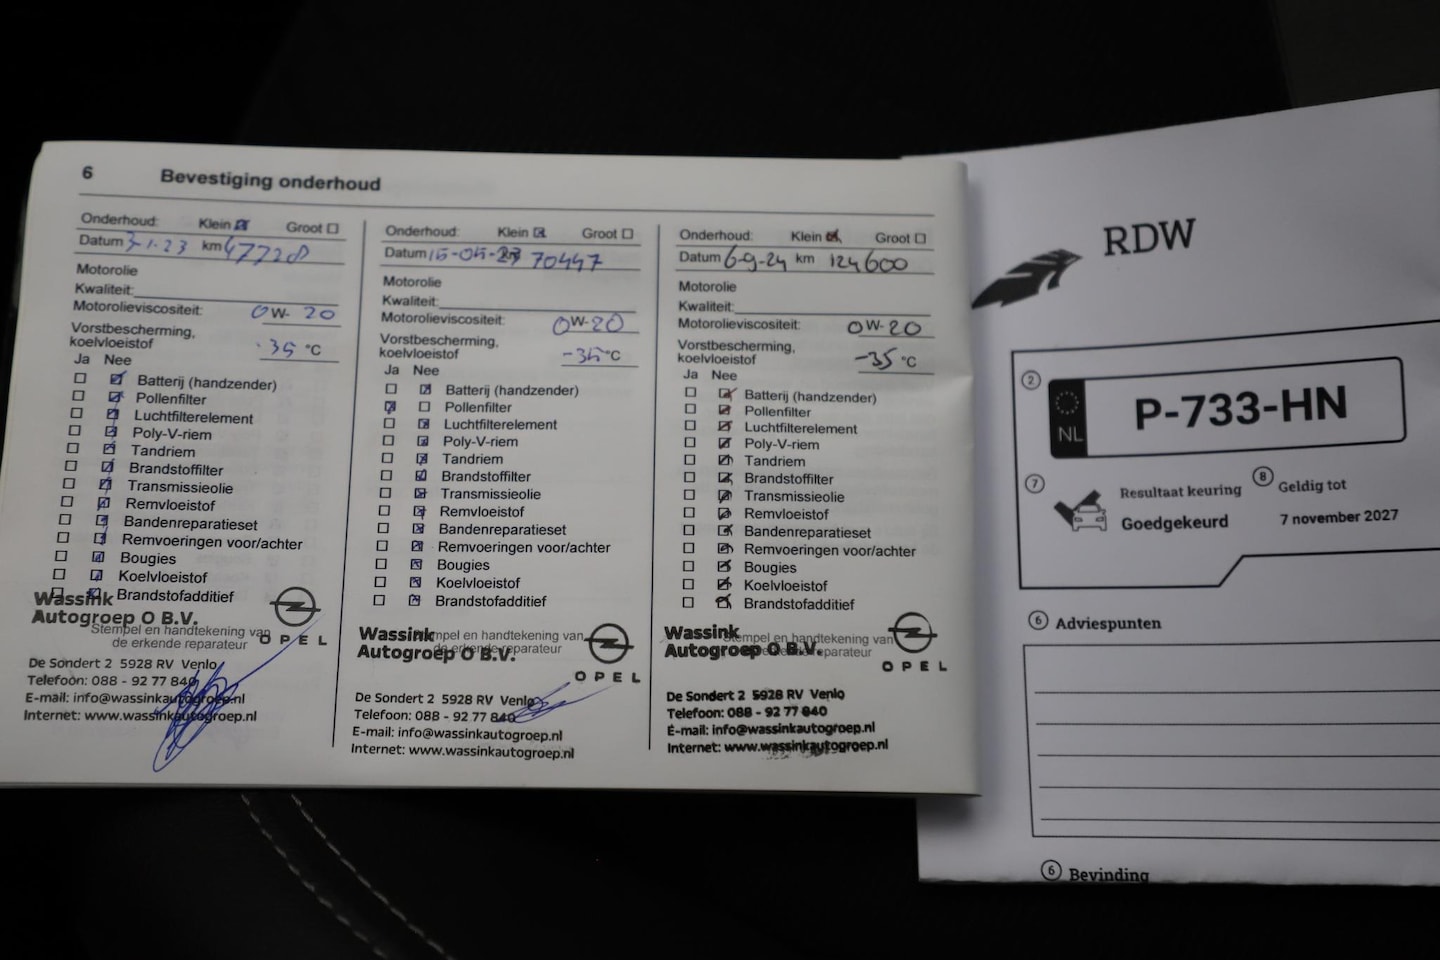 6 Bevestiging onderhoud
Onderhoud: Klein Groot
Datum 3-1-23 km 47728
Motorolie
Kwaliteit:
Motorolieviscositeit: 0W-20
Vorstbescherming,
koelvloeistof -35 °C
Ja Nee
Batterij (handzender)
Pollenfilter
Luchtfilterelement
Poly-V-riem
Tandriem
Brandstoffilter
Transmissieolie
Remvloeistof
Bandenreparatieset
Remvoeringen voor/achter
Bougies
Koelvloeistof
Brandstofadditief
Wassink
Autogroep O B.V.
Stempel en handtekening van
de erkende reparateur
OPEL
De Sondert 2 5928 RV Venlo
Telefoon: 088 - 92 77 840
E-mail: info@wassinkautogroep.nl
Internet: www.wassinkautogroep.nl
Onderhoud: Klein Groot
Datum 15-05-23 70447
Motorolie
Kwaliteit:
Motorolieviscositeit: 0W-20
Vorstbescherming,
koelvloeistof -35 °C
Ja Nee
Batterij (handzender)
Pollenfilter
Luchtfilterelement
Poly-V-riem
Tandriem
Brandstoffilter
Transmissieolie
Remvloeistof
Bandenreparatieset
Remvoeringen voor/achter
Bougies
Koelvloeistof
Brandstofadditief
Wassink
Autogroep O B.V.
Stempel en handtekening van
de erkende reparateur
OPEL
De Sondert 2 5928 RV Venlo
Telefoon: 088 - 92 77 840
E-mail: info@wassinkautogroep.nl
Internet: www.wassinkautogroep.nl
Onderhoud: Klein Groot
Datum 6-9-24 km 124600
Motorolie
Kwaliteit:
Motorolieviscositeit: 0W-20
Vorstbescherming,
koelvloeistof -35 °C
Ja Nee
Batterij (handzender)
Pollenfilter
Luchtfilterelement
Poly-V-riem
Tandriem
Brandstoffilter
Transmissieolie
Remvloeistof
Bandenreparatieset
Remvoeringen voor/achter
Bougies
Koelvloeistof
Brandstofadditief
Wassink
Autogroep O B.V.
Stempel en handtekening van
de erkende reparateur
OPEL
De Sondert 2 5928 RV Venlo
Telefoon: 088 - 92 77 840
E-mail: info@wassinkautogroep.nl
Internet: www.wassinkautogroep.nl
RDW
2
NL P-733-HN
7 Resultaat keuring
Goedgekeurd
8 Geldig tot
7 november 2027
6 Adviespunten
6 Bevinding